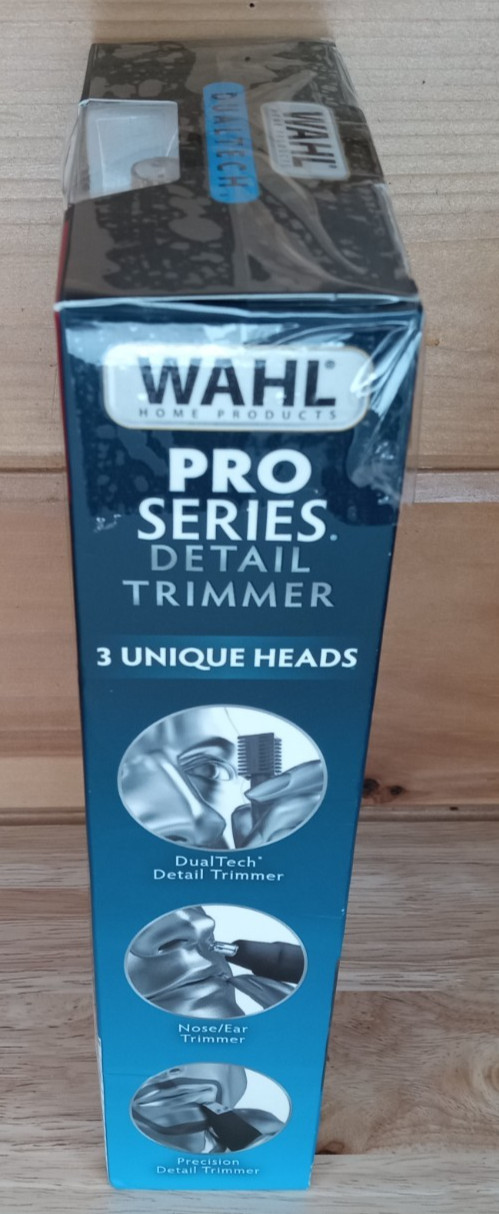 DUALTECH
WAHL
WAHL®
HOME PRODUCTS
PRO
SERIES®
DETAIL
TRIMMER
3 UNIQUE HEADS
DualTech®
Detail Trimmer
Nose/Ear
Trimmer
Precision
Detail Trimmer